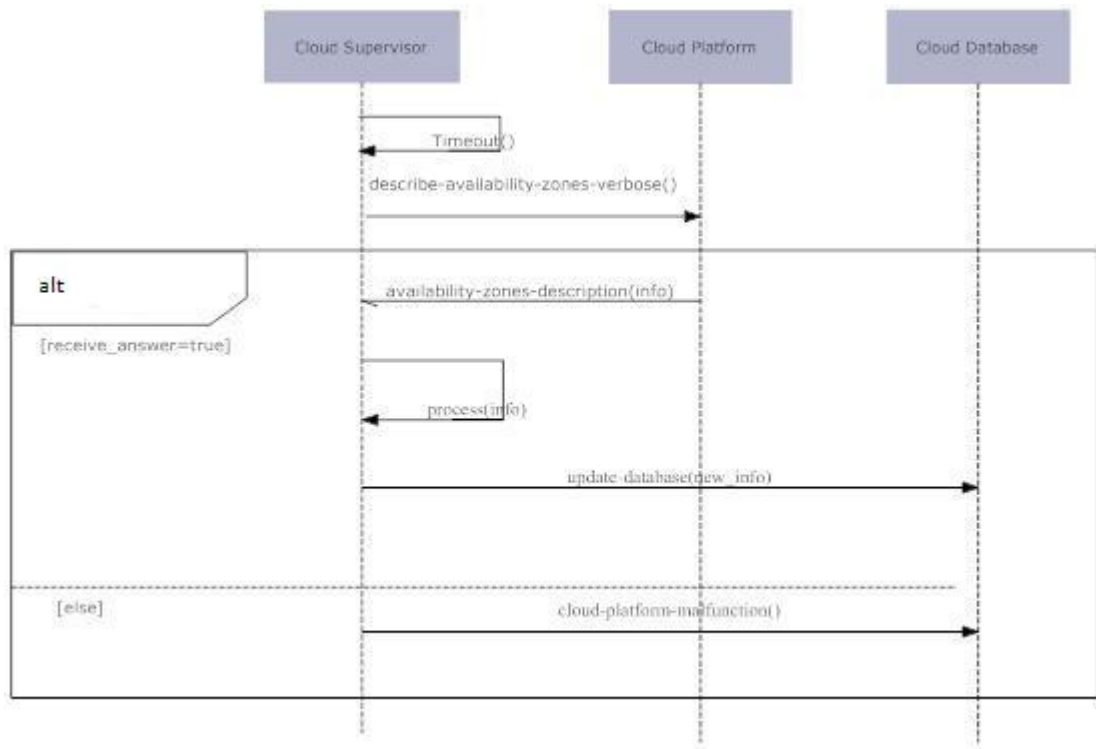 Cloud Supervisor
Cloud Platform
Cloud Database
Timeout()
describe-availability-zones-verbose()
alt
availability-zones-description(info)
[receive_answer=true]
process(info)
update-database(new_info)
[else]
cloud-platform-malfunction()